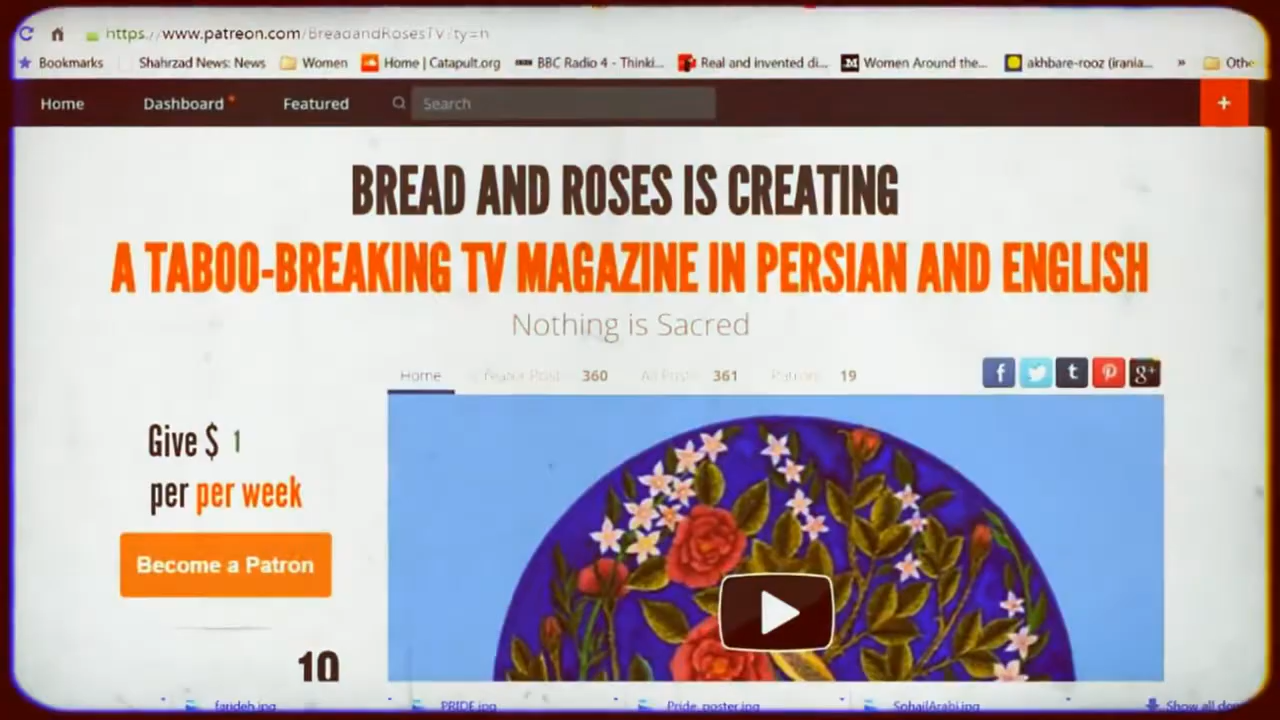 https://www.patreon.com/BreadandRosesTV?ty=h
Bookmarks Shahrzad News: News Women Home | Catapult.org BBC Radio 4 - Thinki... Real and invented di... Women Around the... akhbare-rooz (irania... » Othe
Home Dashboard Featured Search +
BREAD AND ROSES IS CREATING
A TABOO-BREAKING TV MAGAZINE IN PERSIAN AND ENGLISH
Nothing is Sacred
Home 360 361 Patrons 19
f t p g+
Give $ 1
per per week
Become a Patron
10
farideh.jpg PRIDE.jpg Pride_poster.jpg SohailArabi.jpg Show all do